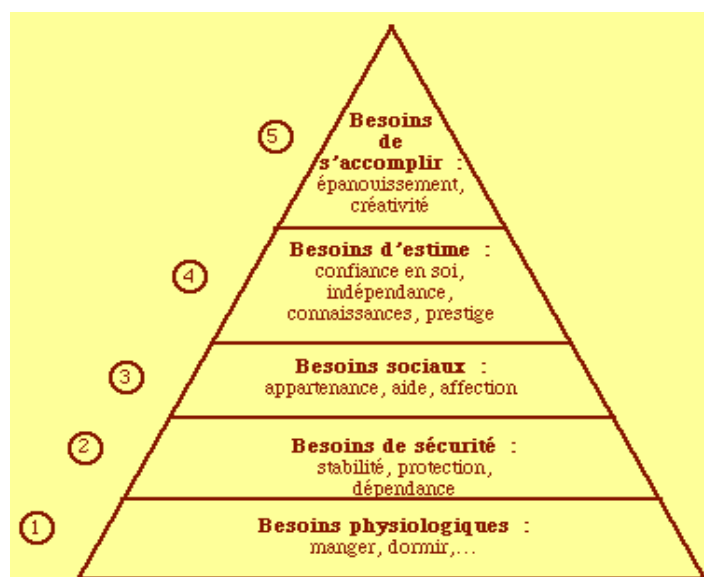 5
Besoins
de
s'accomplir :
épanouissement,
créativité
4
Besoins d'estime :
confiance en soi,
indépendance,
connaissances, prestige
3
Besoins sociaux :
appartenance, aide, affection
2
Besoins de sécurité :
stabilité, protection,
dépendance
1
Besoins physiologiques :
manger, dormir,...